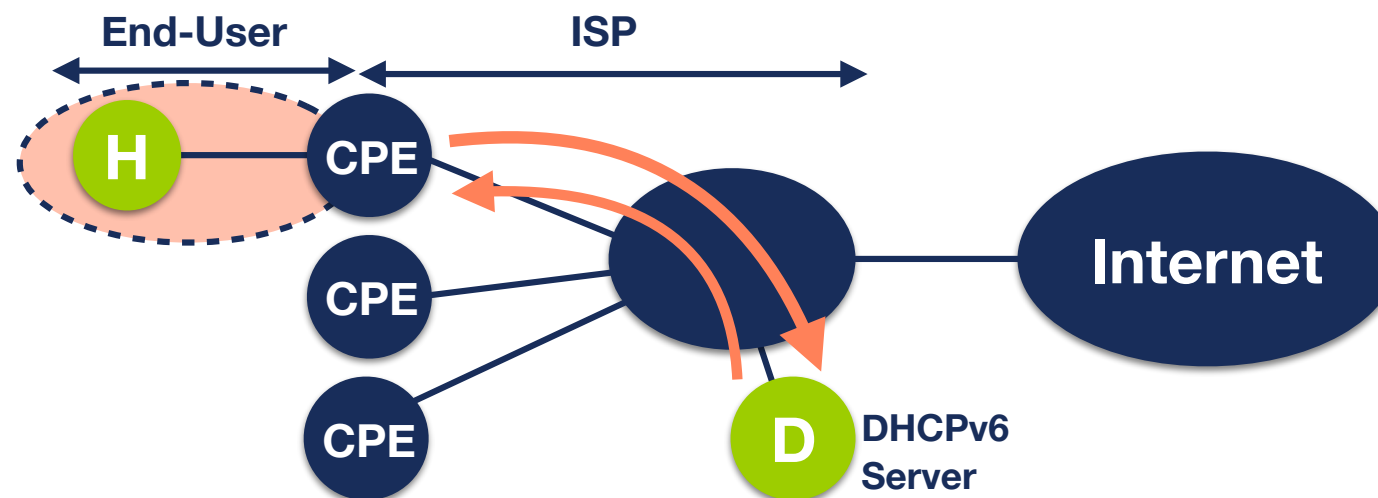 End-User
ISP
H
CPE
CPE
CPE
Internet
D
DHCPv6
Server